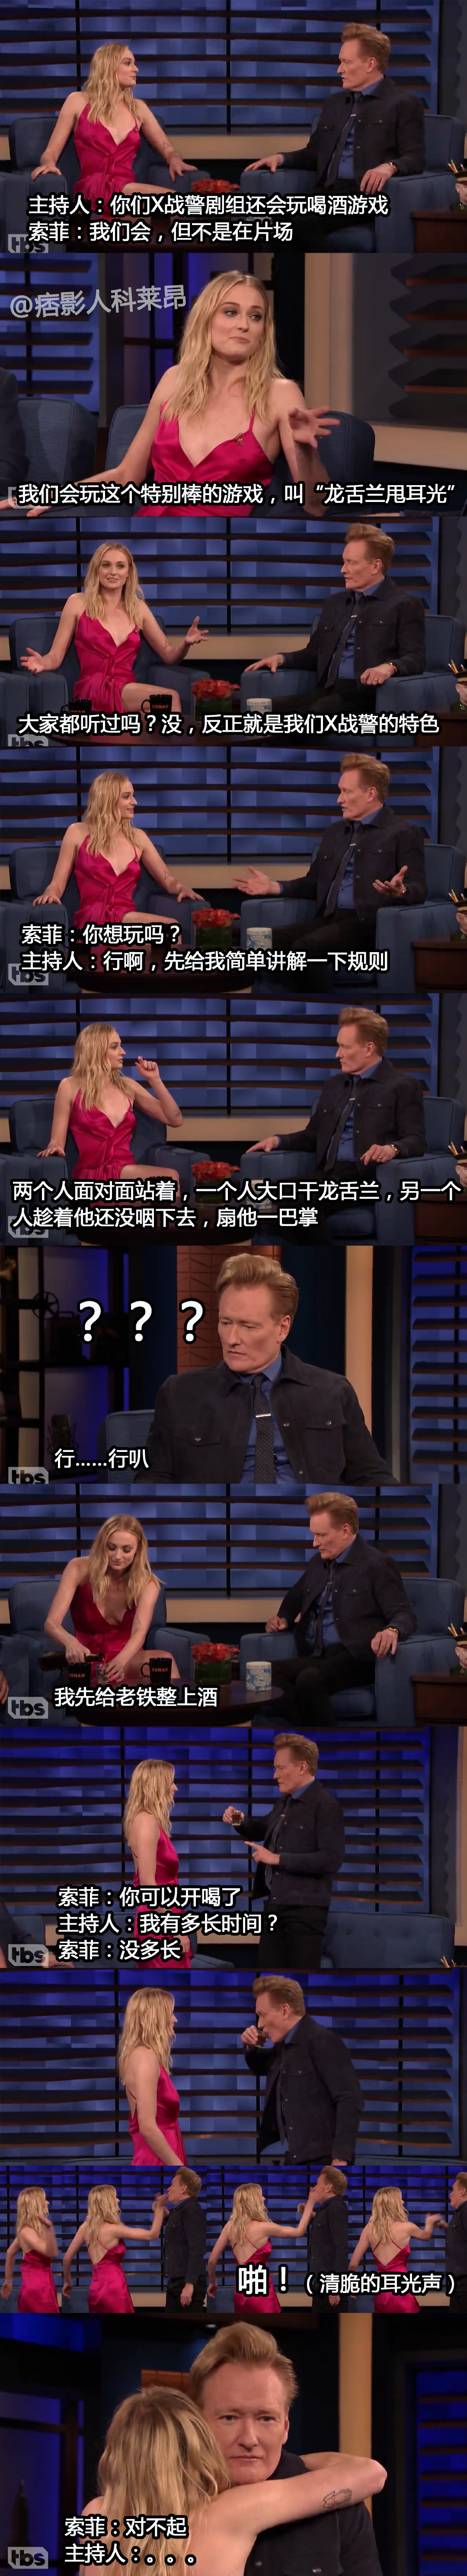 主持人：你们X战警剧组还会玩喝酒游戏
索菲：我们会，但不是在片场
tbs
@痞影人科莱昂
我们会玩这个特别棒的游戏，叫“龙舌兰甩耳光”
大家都听过吗？没，反正就是我们X战警的特色
索菲：你想玩吗？
主持人：行啊，先给我简单讲解一下规则
tbs
两个人面对面站着，一个人大口干龙舌兰，另一个
人趁着他还没咽下去，扇他一巴掌
？？？
行……行叭
tbs
CONAN
CONAN
我先给老铁整上酒
tbs
索菲：你可以开喝了
主持人：我有多长时间？
索菲：没多长
tbs
啪！（清脆的耳光声）
索菲：对不起
主持人：。。。
tbs